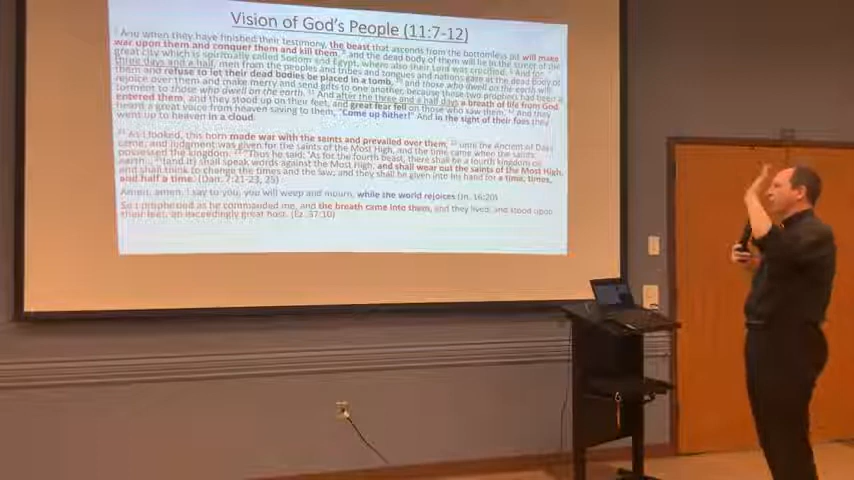 Vision of God's People (11:7-12)
7 And when they have finished their testimony, the beast that ascends from the bottomless pit will make
war upon them and conquer them and kill them, 8 and the dead body of them will lie in the street of the
great city which is spiritually called Sodom and Egypt, where also their Lord was crucified. 9 And for
three days and a half, men from the peoples and tribes and tongues and nations gaze at the dead body of
them and refuse to let their dead bodies be placed in a tomb, 10 and those who dwell on the earth will
rejoice over them and make merry and send gifts to one another, because these two prophets had been a
torment to those who dwell on the earth. 11 And after the three and a half days a breath of life from God
entered them, and they stood up on their feet, and great fear fell on those who saw them. 12 And they
heard a great voice from heaven saying to them, "Come up hither!" And in the sight of their foes they
went up to heaven in a cloud.
21 As I looked, this horn made war with the saints and prevailed over them, 22 until the Ancient of Days
came, and judgment was given for the saints of the Most High, and the time came when the saints
possessed the kingdom. 23 "Thus he said: 'As for the fourth beast, there shall be a fourth kingdom on
earth... 25 [and it] shall speak words against the Most High, and shall wear out the saints of the Most High,
and shall think to change the times and the law; and they shall be given into his hand for a time, times,
and half a time. (Dan. 7:21-23, 25)
Amen, amen, I say to you, you will weep and mourn, while the world rejoices (Jn. 16:20)
So I prophesied as he commanded me, and the breath came into them, and they lived, and stood upon
their feet, an exceedingly great host. (Ez. 37:10)